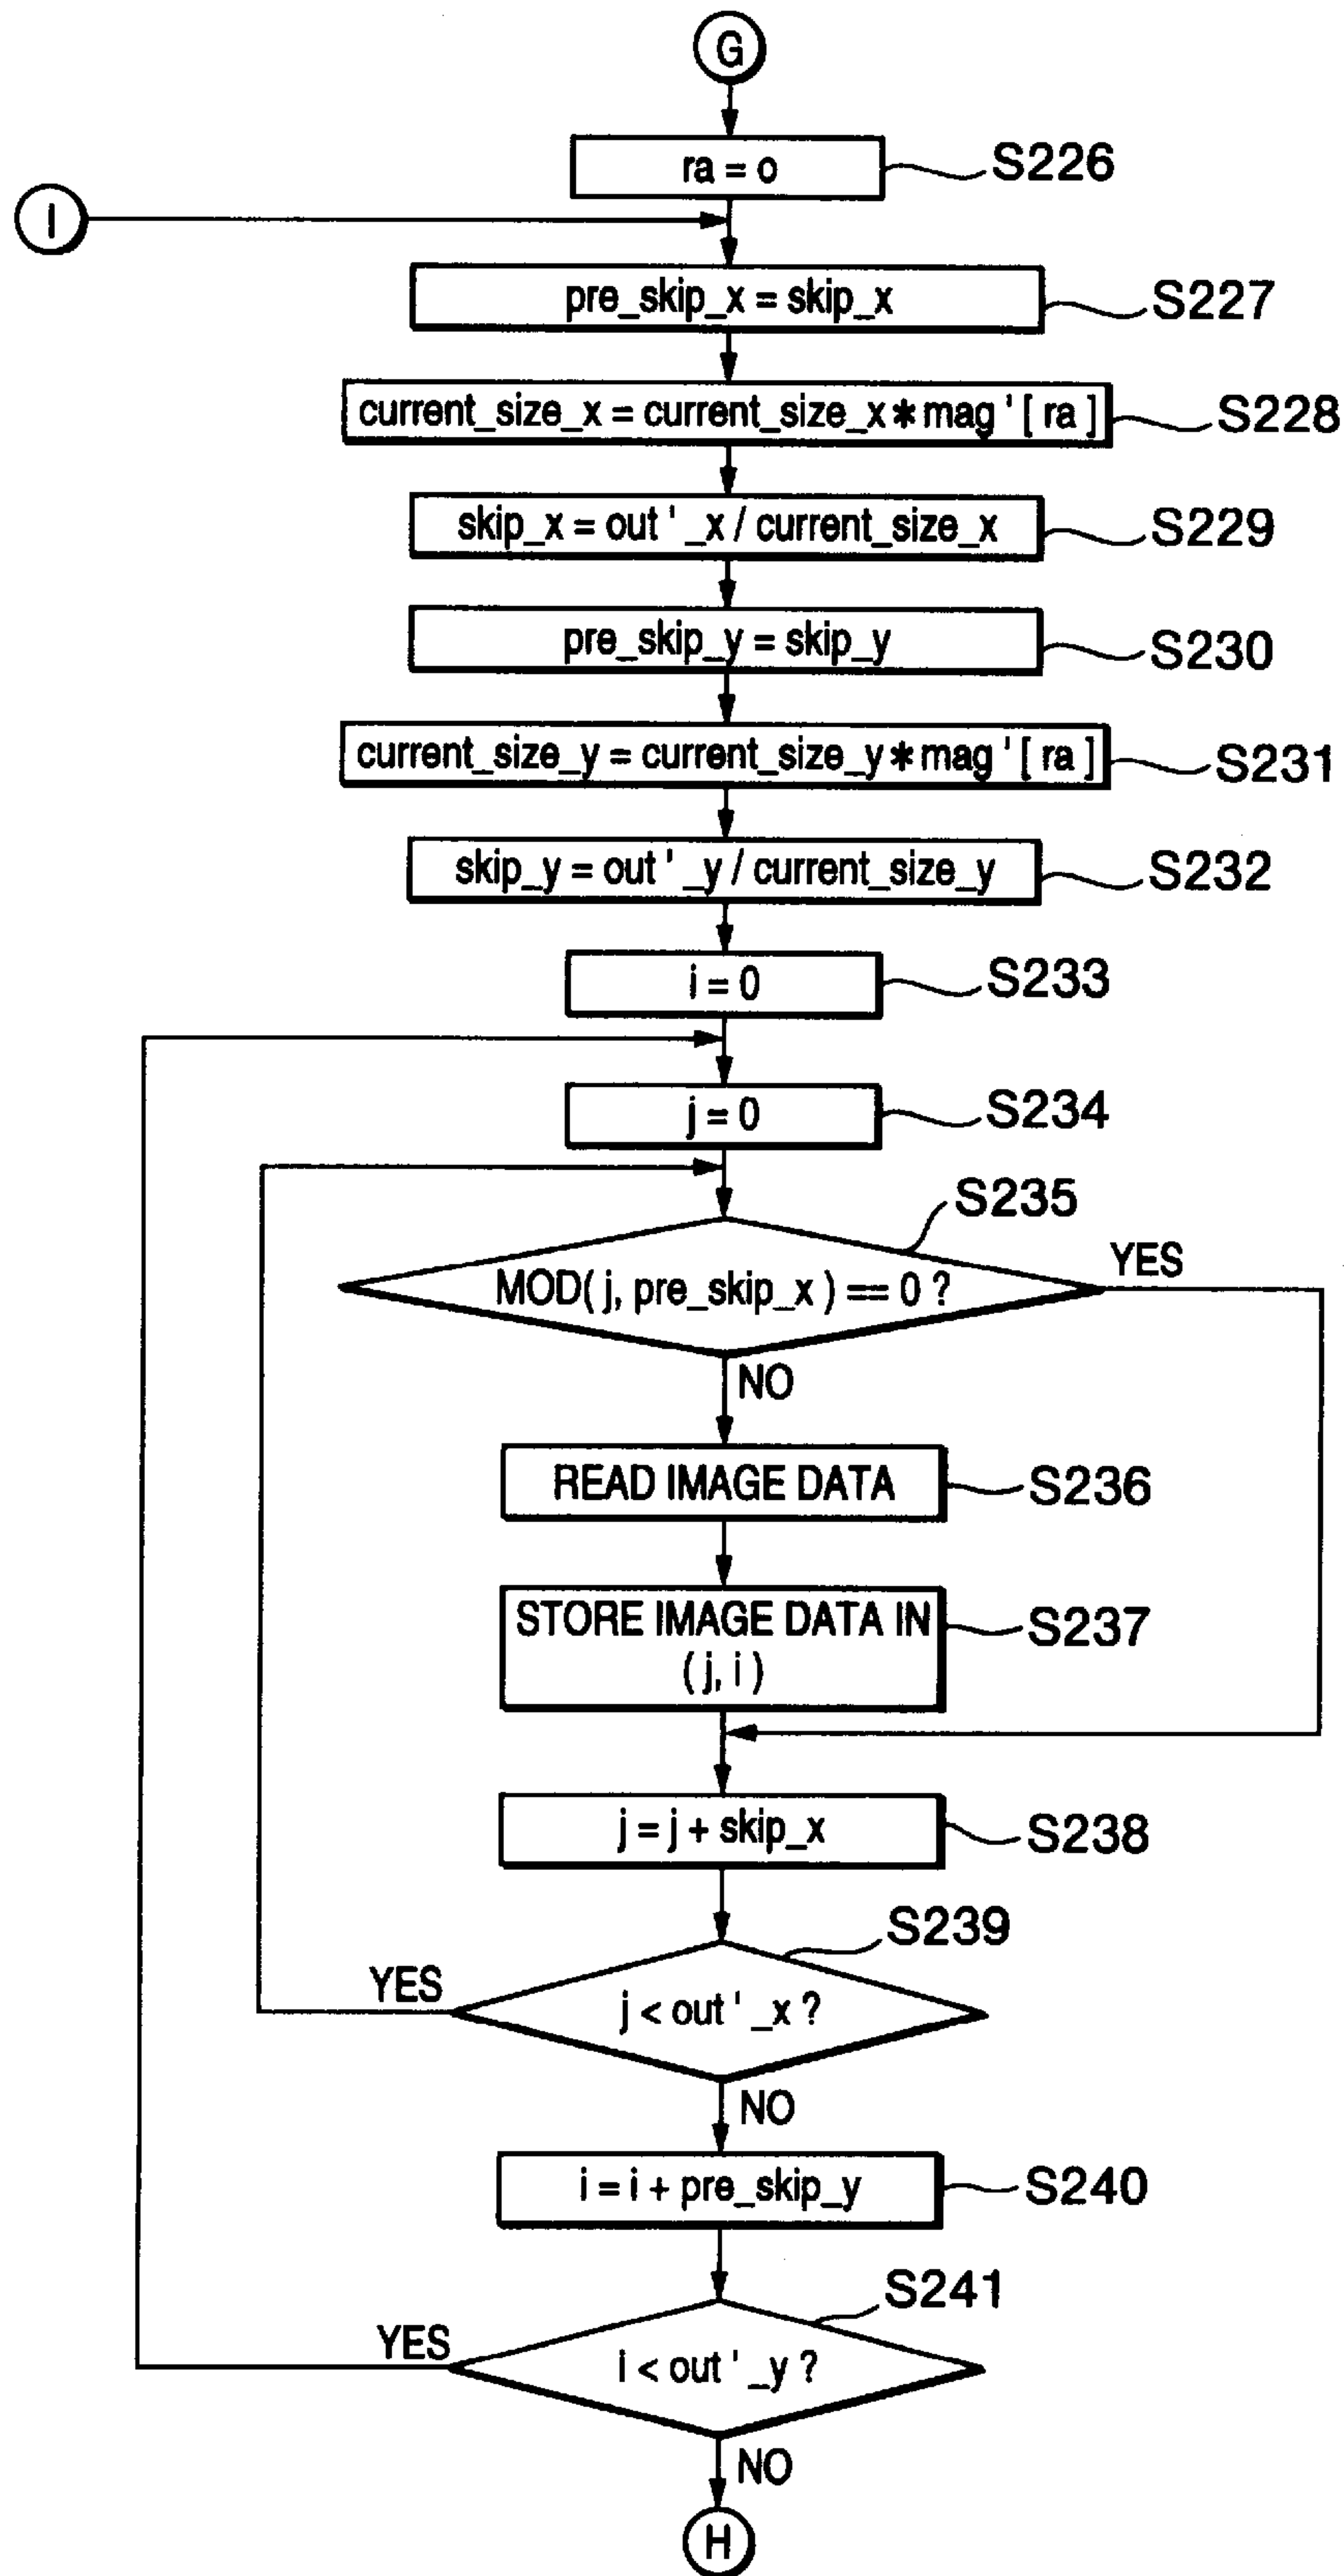 G
ra = o
S226
I
pre_skip_x = skip_x
S227
current_size_x = current_size_x * mag ' [ ra ]
S228
skip_x = out ' _x / current_size_x
S229
pre_skip_y = skip_y
S230
current_size_y = current_size_y * mag ' [ ra ]
S231
skip_y = out ' _y / current_size_y
S232
i = 0
S233
j = 0
S234
S235
MOD( j, pre_skip_x ) == 0 ?
YES
NO
READ IMAGE DATA
S236
STORE IMAGE DATA IN
( j, i )
S237
j = j + skip_x
S238
S239
YES
j < out ' _x ?
NO
i = i + pre_skip_y
S240
S241
YES
i < out ' _y ?
NO
H